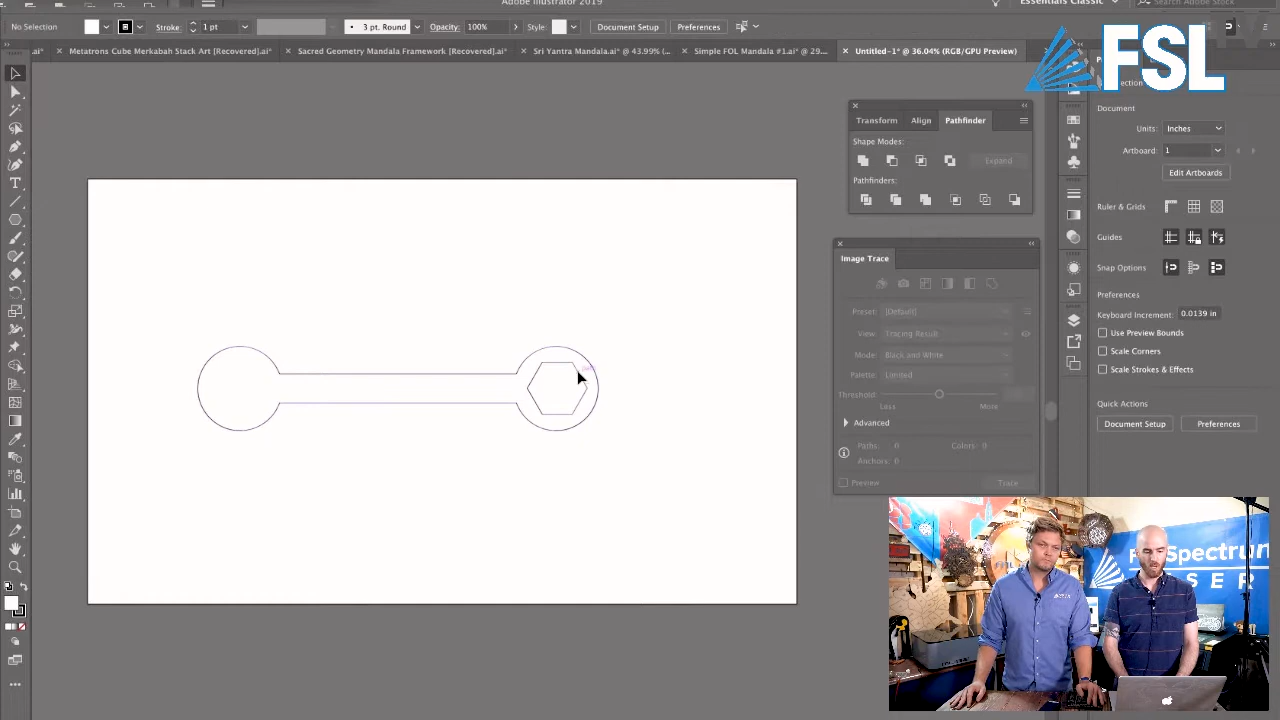 Adobe Illustrator 2019
Essentials Classic
Search Adobe Stock
No Selection
Stroke:
1 pt
3 pt. Round
Opacity:
100%
Style
Document Setup
Preferences
.ai*
Metatrons Cube Merkabah Stack Art [Recovered].ai*
Sacred Geometry Mandala Framework [Recovered].ai*
Sri Yantra Mandala.ai* @ 43.99% (...
Simple FOL Mandala #1.ai* @ 29...
Untitled-1* @ 36.04% (RGB/GPU Preview)
FSL
Transform
Align
Pathfinder
Shape Modes:
Expand
Pathfinders:
Image Trace
Preset:
[Default]
View:
Tracing Result
Mode:
Black and White
Palette:
Limited
Threshold:
Less
More
Advanced
Paths:
0
Colors:
0
Anchors:
0
Preview
Trace
Document
Units:
Inches
Artboard:
1
Edit Artboards
Ruler & Grids
Guides
Snap Options
Preferences
Keyboard Increment:
0.0139 in
Use Preview Bounds
Scale Corners
Scale Strokes & Effects
Quick Actions
Document Setup
Preferences
Spectrum
SER